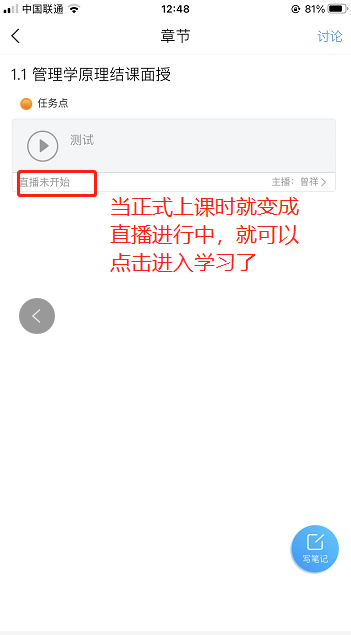 中国联通 12:48 81%
章节 讨论
1.1 管理学原理结课面授
任务点
测试
直播未开始 主播：曾祥
当正式上课时就变成
直播进行中，就可以
点击进入学习了
写笔记